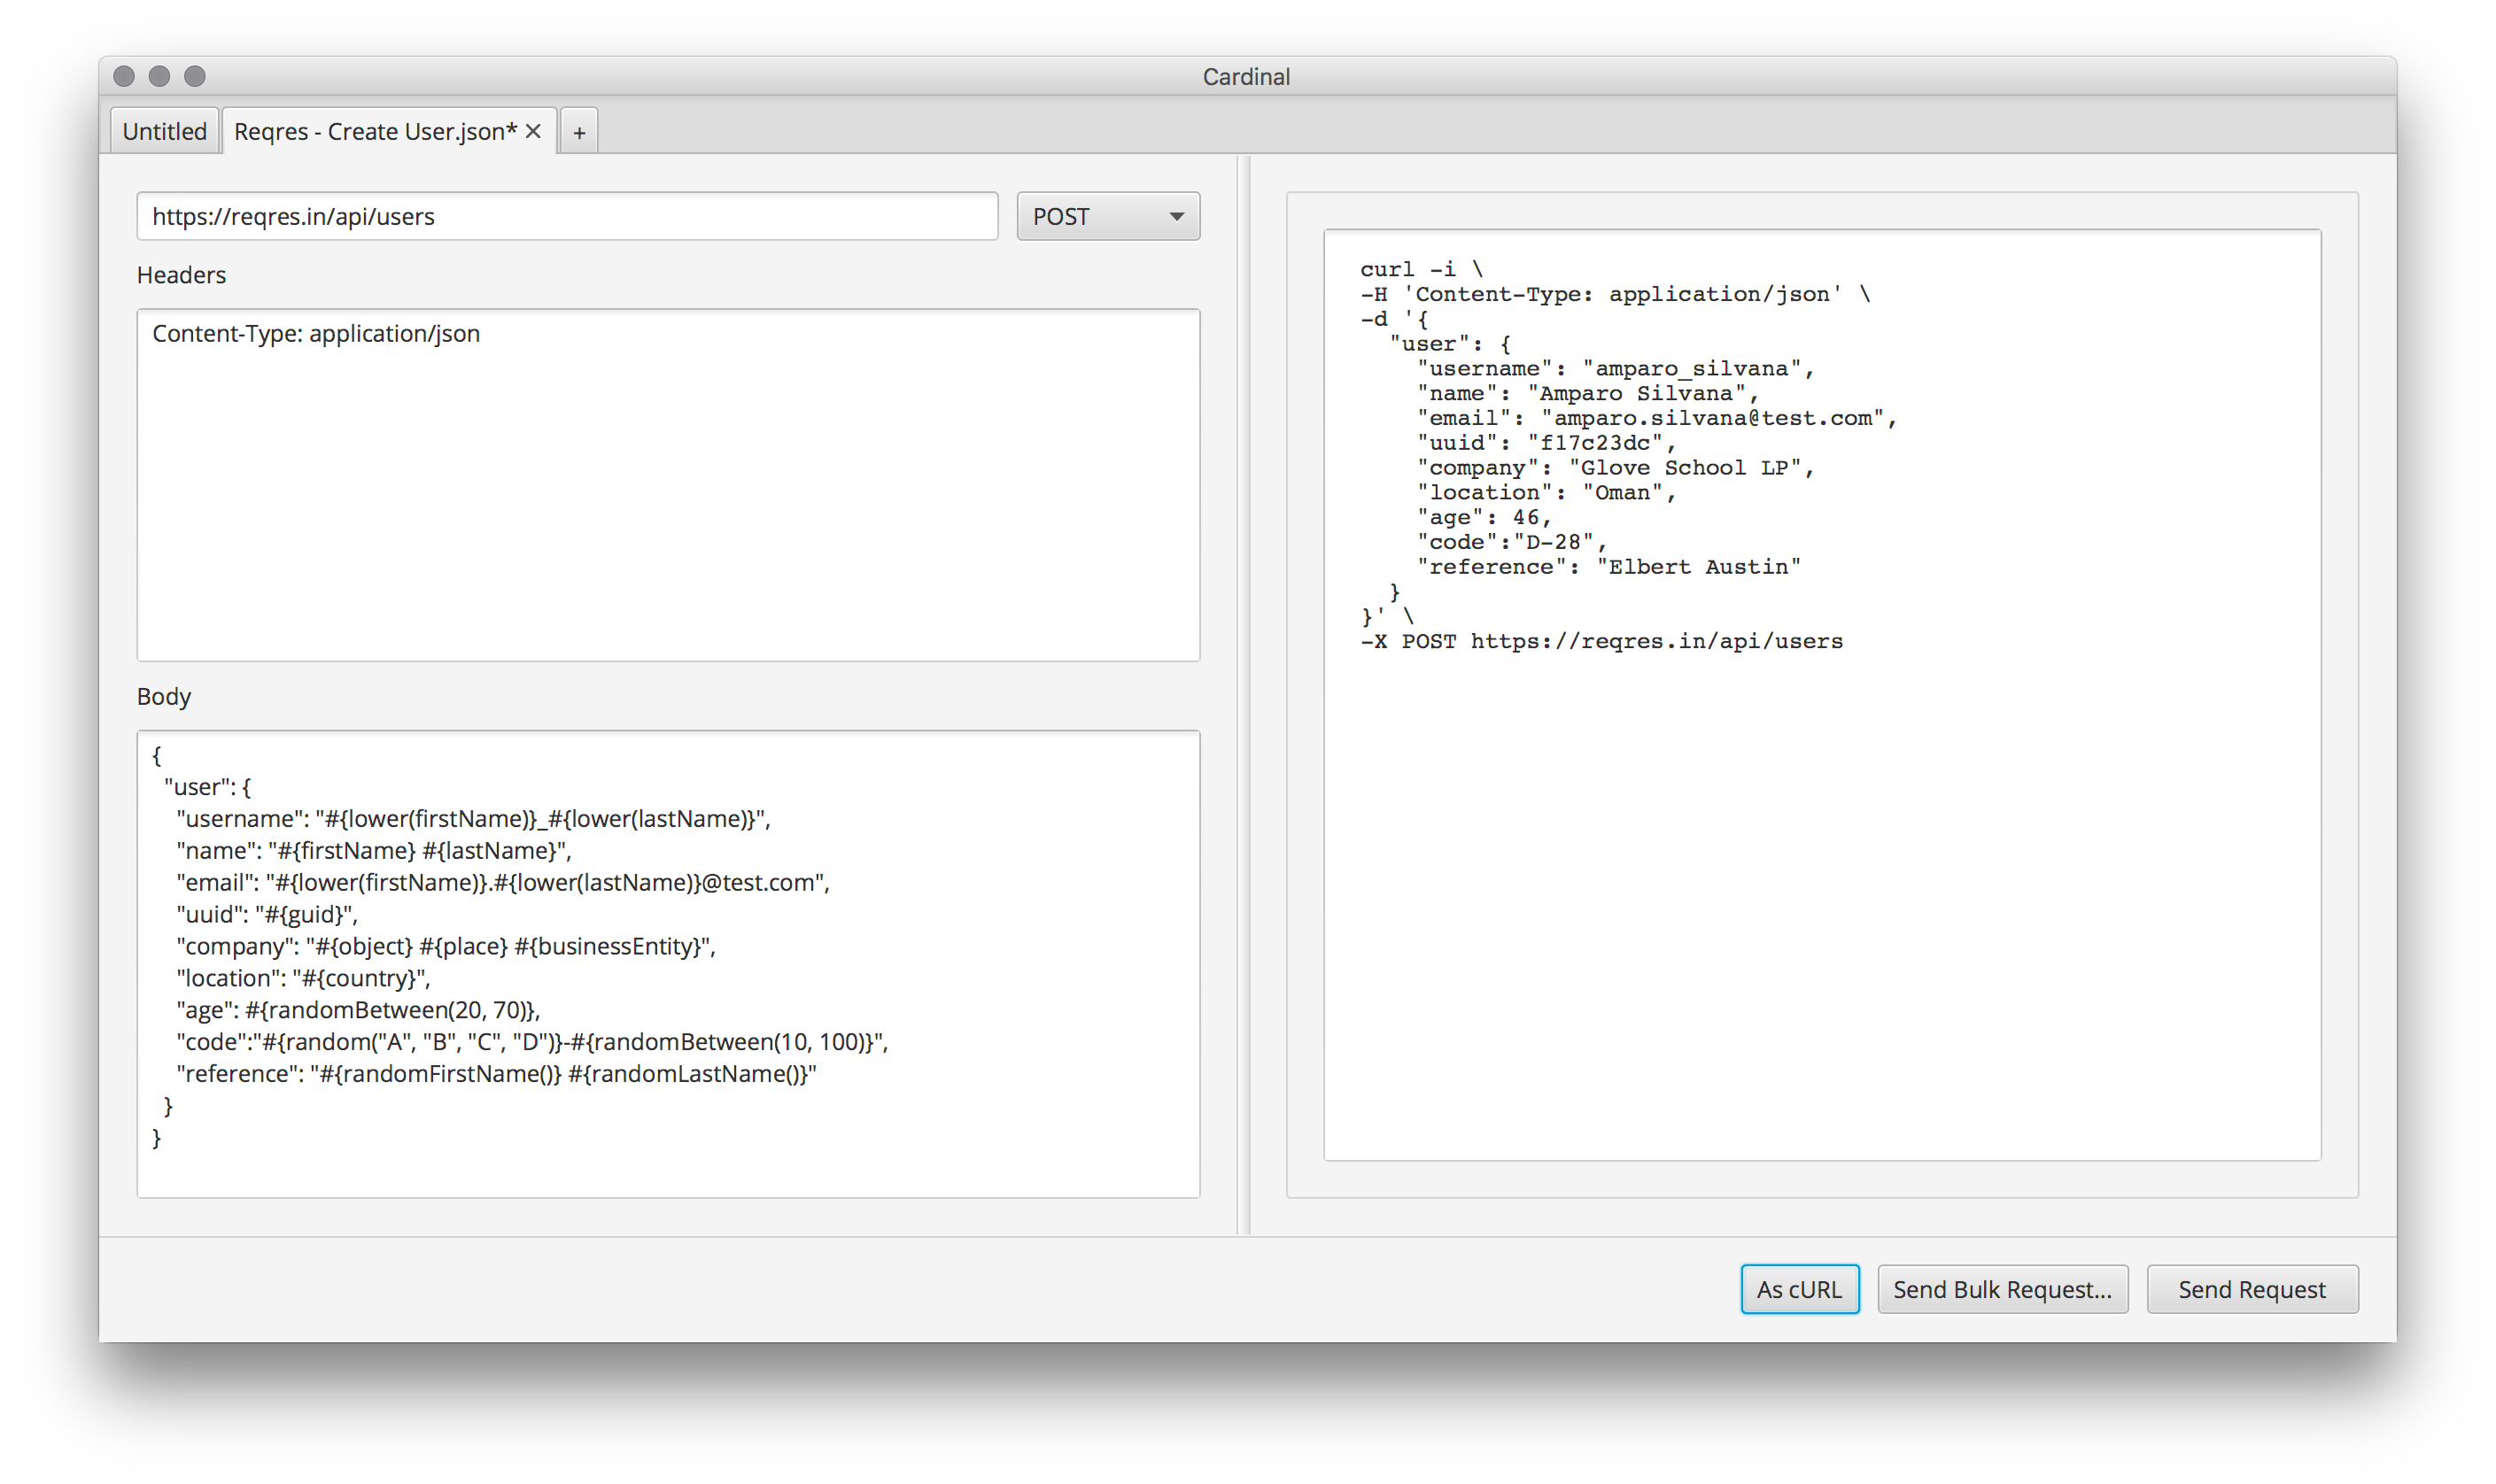 Cardinal
Untitled
Reqres - Create User.json* ✕
+
https://reqres.in/api/users
POST
Headers
Content-Type: application/json
Body
{
  "user": {
    "username": "#{lower(firstName)}_#{lower(lastName)}",
    "name": "#{firstName} #{lastName}",
    "email": "#{lower(firstName)}.#{lower(lastName)}@test.com",
    "uuid": "#{guid}",
    "company": "#{object} #{place} #{businessEntity}",
    "location": "#{country}",
    "age": #{randomBetween(20, 70)},
    "code":"#{random("A", "B", "C", "D")}-#{randomBetween(10, 100)}",
    "reference": "#{randomFirstName()} #{randomLastName()}"
  }
}
curl -i \
-H 'Content-Type: application/json' \
-d '{
  "user": {
    "username": "amparo_silvana",
    "name": "Amparo Silvana",
    "email": "amparo.silvana@test.com",
    "uuid": "f17c23dc",
    "company": "Glove School LP",
    "location": "Oman",
    "age": 46,
    "code":"D-28",
    "reference": "Elbert Austin"
  }
}' \
-X POST https://reqres.in/api/users
As cURL
Send Bulk Request...
Send Request